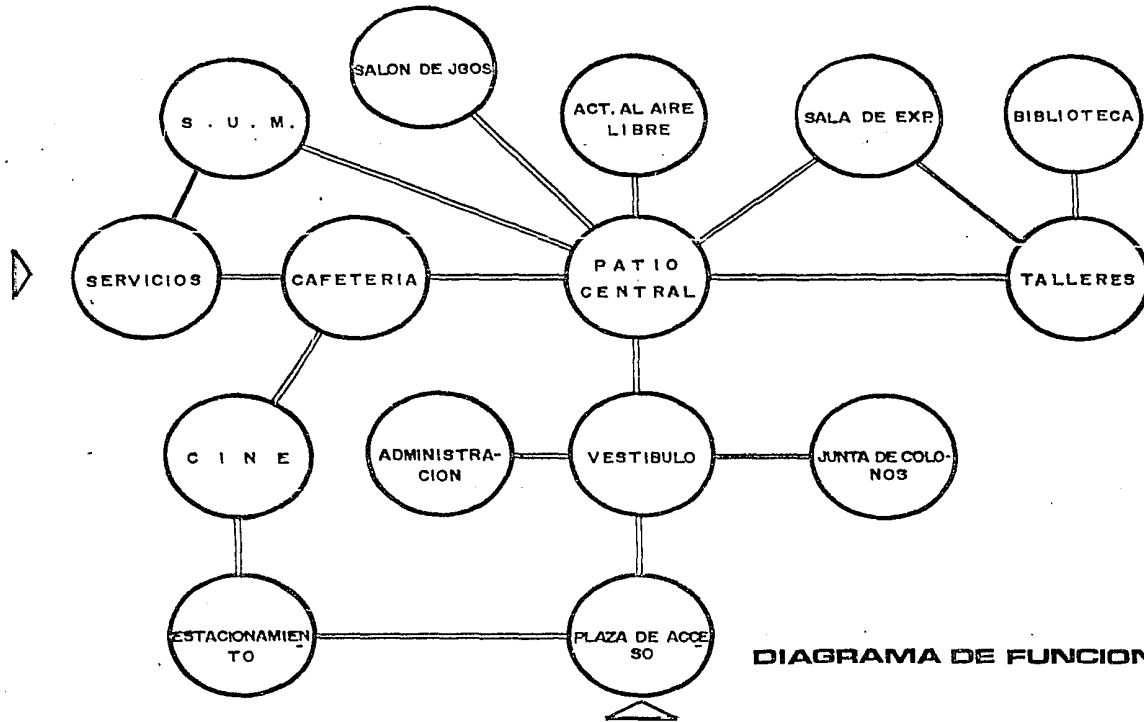 SALON DE JGOS
S . U . M .
ACT. AL AIRE
LIBRE
SALA DE EXP.
BIBLIOTECA
SERVICIOS
CAFETERIA
PATIO
CENTRAL
TALLERES
CINE
ADMINISTRA-
CION
VESTIBULO
JUNTA DE COLO-
NOS
ESTACIONAMIEN
TO
PLAZA DE ACCE
SO
DIAGRAMA DE FUNCION